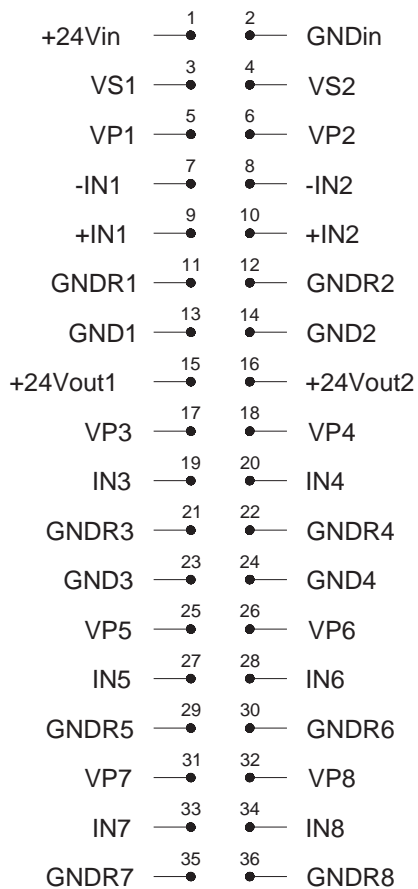 +24Vin 1 2 GNDin
VS1 3 4 VS2
VP1 5 6 VP2
-IN1 7 8 -IN2
+IN1 9 10 +IN2
GNDR1 11 12 GNDR2
GND1 13 14 GND2
+24Vout1 15 16 +24Vout2
VP3 17 18 VP4
IN3 19 20 IN4
GNDR3 21 22 GNDR4
GND3 23 24 GND4
VP5 25 26 VP6
IN5 27 28 IN6
GNDR5 29 30 GNDR6
VP7 31 32 VP8
IN7 33 34 IN8
GNDR7 35 36 GNDR8